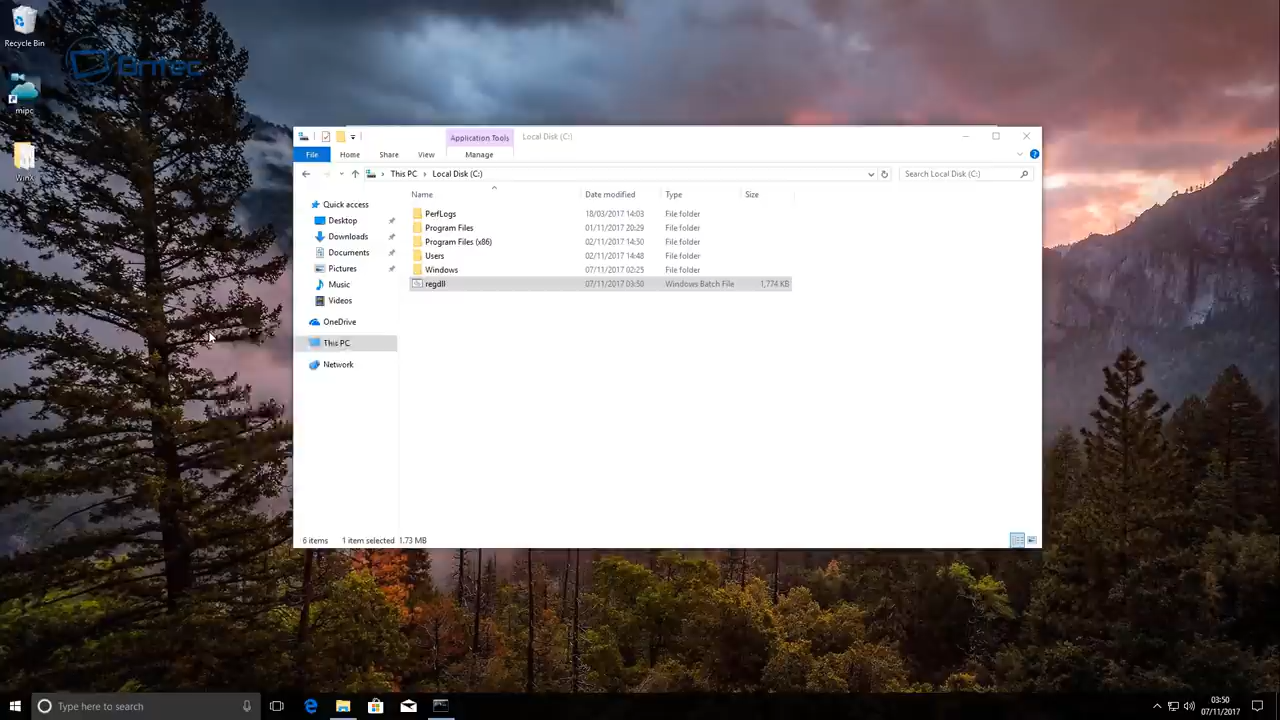 Recycle Bin
Britec
mipc
WinX
Application Tools
Local Disk (C:)
File
Home
Share
View
Manage
This PC
Local Disk (C:)
Search Local Disk (C:)
Name
Date modified
Type
Size
Quick access
Desktop
Downloads
Documents
Pictures
Music
Videos
OneDrive
This PC
Network
PerfLogs 18/03/2017 14:03 File folder
Program Files 01/11/2017 20:29 File folder
Program Files (x86) 02/11/2017 14:50 File folder
Users 02/11/2017 14:48 File folder
Windows 07/11/2017 02:25 File folder
regdll 07/11/2017 03:50 Windows Batch File 1,774 KB
6 items 1 item selected 1.73 MB
Type here to search
03:50
07/11/2017